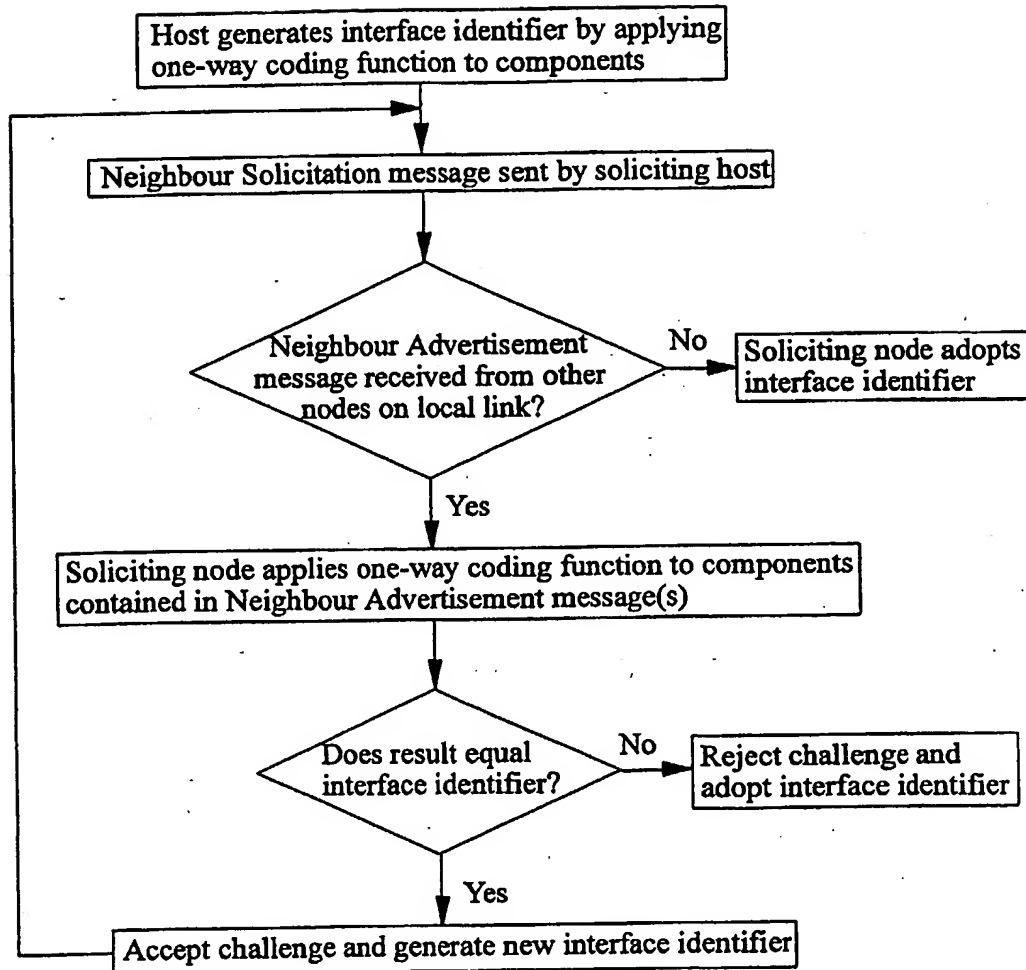 Host generates interface identifier by applying
one-way coding function to components
Neighbour Solicitation message sent by soliciting host
Neighbour Advertisement
message received from other
nodes on local link?
No
Soliciting node adopts
interface identifier
Yes
Soliciting node applies one-way coding function to components
contained in Neighbour Advertisement message(s)
Does result equal
interface identifier?
No
Reject challenge and
adopt interface identifier
Yes
Accept challenge and generate new interface identifier